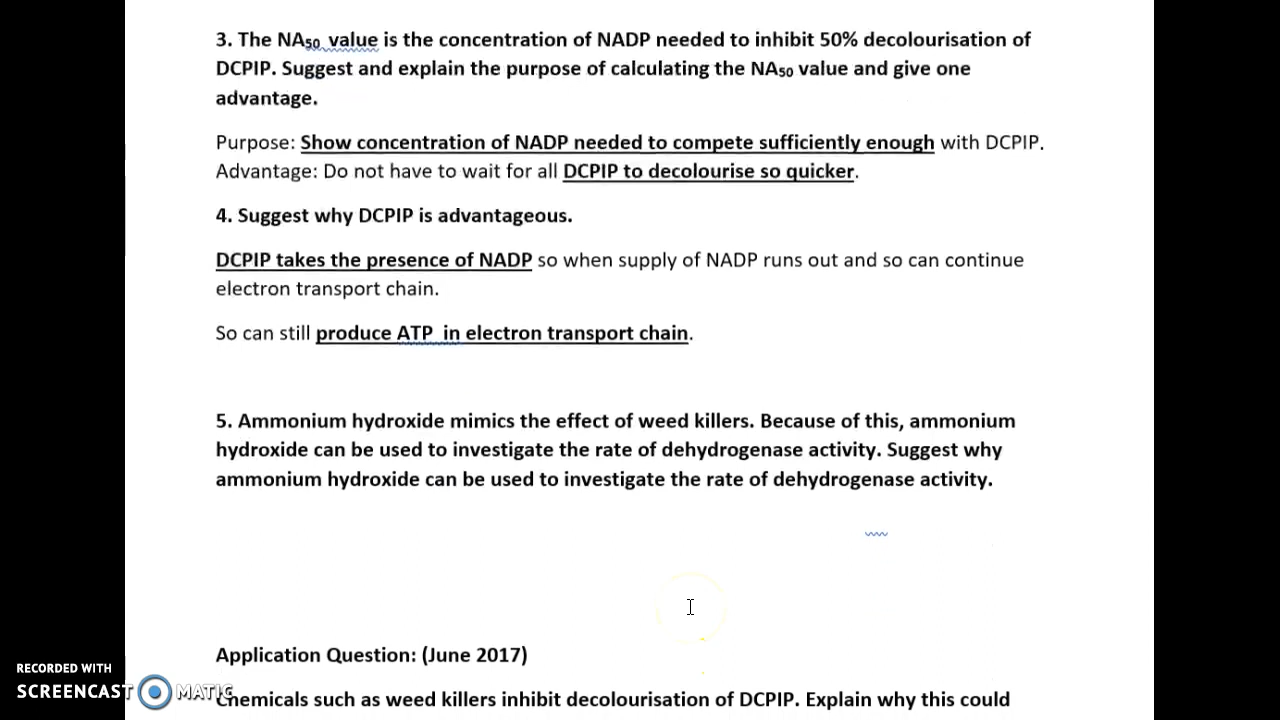 3. The NA50 value is the concentration of NADP needed to inhibit 50% decolourisation of
DCPIP. Suggest and explain the purpose of calculating the NA50 value and give one
advantage.
Purpose: Show concentration of NADP needed to compete sufficiently enough with DCPIP.
Advantage: Do not have to wait for all DCPIP to decolourise so quicker.
4. Suggest why DCPIP is advantageous.
DCPIP takes the presence of NADP so when supply of NADP runs out and so can continue
electron transport chain.
So can still produce ATP in electron transport chain.
5. Ammonium hydroxide mimics the effect of weed killers. Because of this, ammonium
hydroxide can be used to investigate the rate of dehydrogenase activity. Suggest why
ammonium hydroxide can be used to investigate the rate of dehydrogenase activity.
Application Question: (June 2017)
Chemicals such as weed killers inhibit decolourisation of DCPIP. Explain why this could
RECORDED WITH
SCREENCAST MATIC